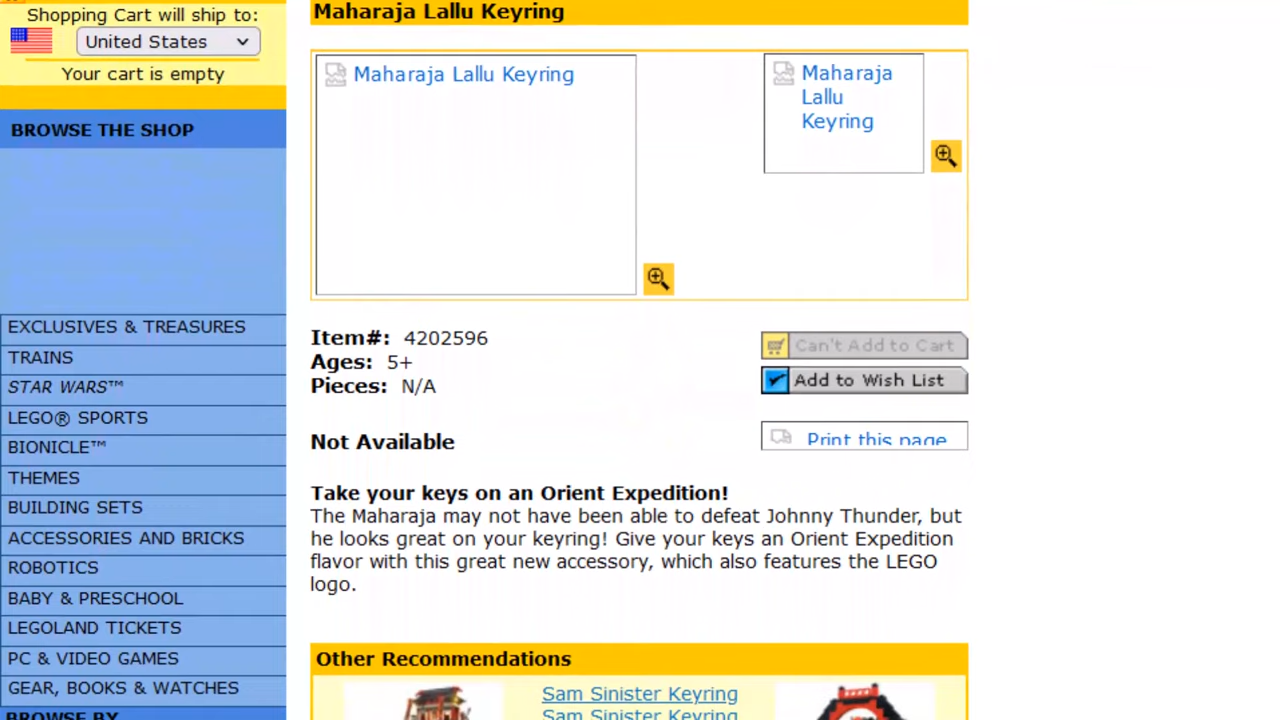 Shopping Cart will ship to:
United States
Your cart is empty
BROWSE THE SHOP
EXCLUSIVES & TREASURES
TRAINS
STAR WARS™
LEGO® SPORTS
BIONICLE™
THEMES
BUILDING SETS
ACCESSORIES AND BRICKS
ROBOTICS
BABY & PRESCHOOL
LEGOLAND TICKETS
PC & VIDEO GAMES
GEAR, BOOKS & WATCHES
BROWSE BY
Maharaja Lallu Keyring
Maharaja Lallu Keyring
Maharaja
Lallu
Keyring
Item#: 4202596
Ages: 5+
Pieces: N/A
Can't Add to Cart
Add to Wish List
Not Available
Print this page
Take your keys on an Orient Expedition!
The Maharaja may not have been able to defeat Johnny Thunder, but
he looks great on your keyring! Give your keys an Orient Expedition
flavor with this great new accessory, which also features the LEGO
logo.
Other Recommendations
Sam Sinister Keyring
Sam Sinister Keyring